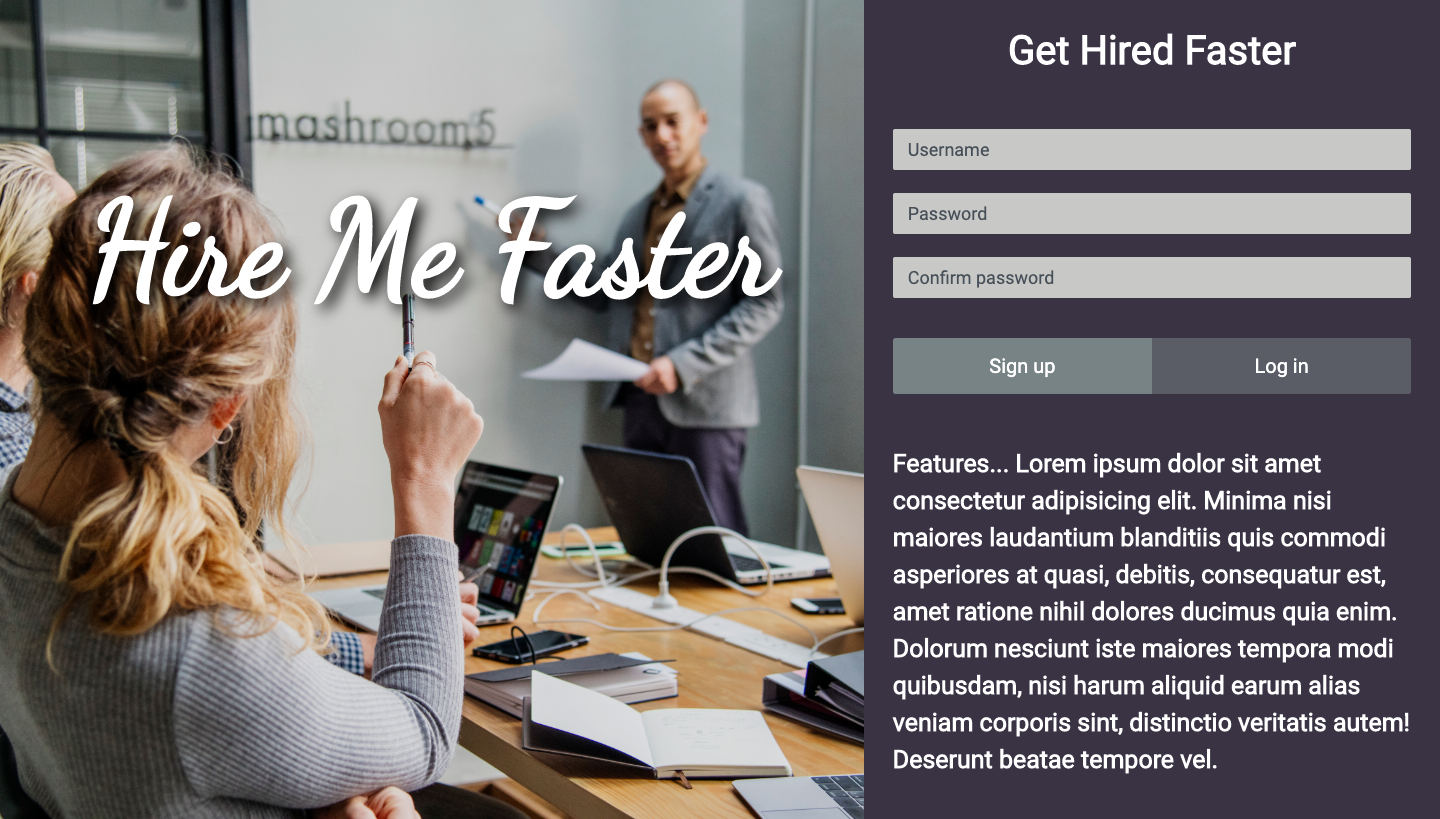 mashroom5
Hire Me Faster
Get Hired Faster
Username
Password
Confirm password
Sign up
Log in
Features... Lorem ipsum dolor sit amet
consectetur adipisicing elit. Minima nisi
maiores laudantium blanditiis quis commodi
asperiores at quasi, debitis, consequatur est,
amet ratione nihil dolores ducimus quia enim.
Dolorum nesciunt iste maiores tempora modi
quibusdam, nisi harum aliquid earum alias
veniam corporis sint, distinctio veritatis autem!
Deserunt beatae tempore vel.